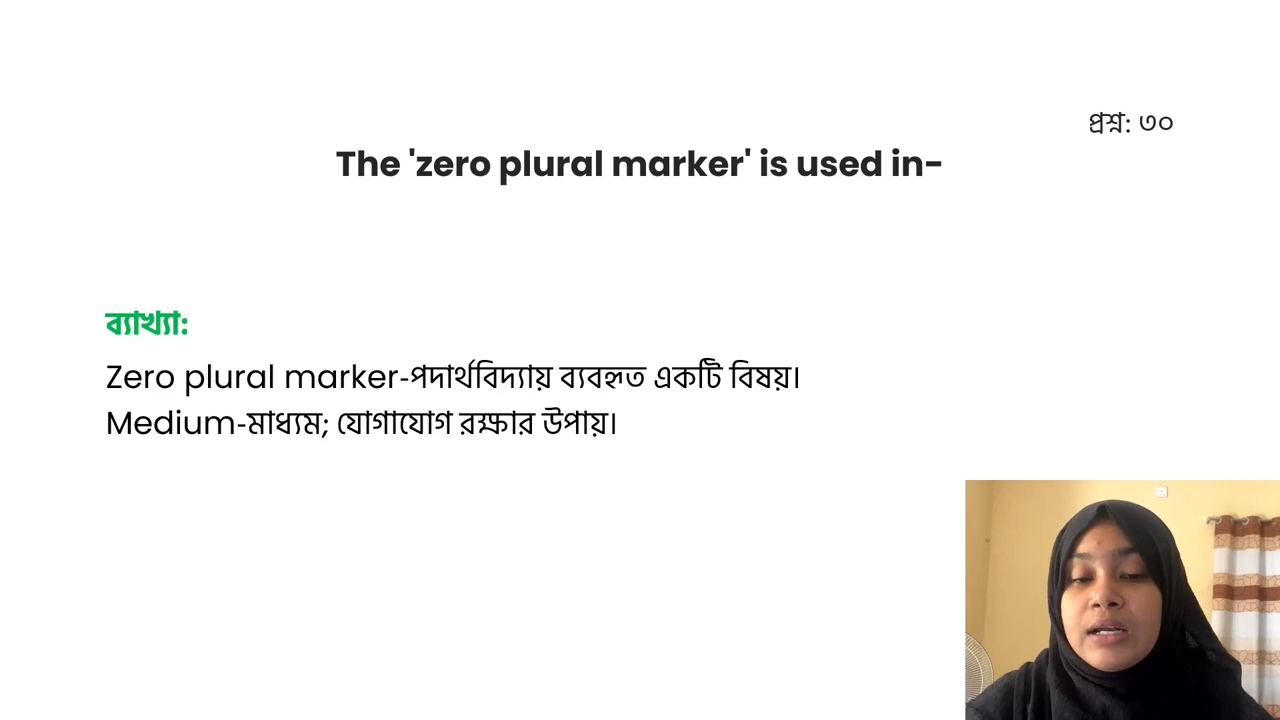 প্রশ্ন: ৩০
The 'zero plural marker' is used in-
ব্যাখ্যা:
Zero plural marker-পদার্থবিদ্যায় ব্যবহৃত একটি বিষয়।
Medium-মাধ্যম; যোগাযোগ রক্ষার উপায়।